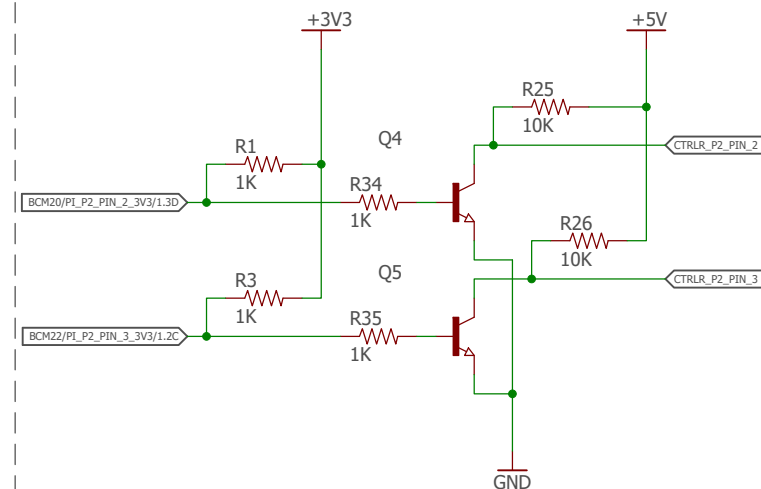 +3V3
+5V
R25
10K
Q4
R1
1K
CTRLR_P2_PIN_2
R34
1K
BCM20/PI_P2_PIN_2_3V3/1.3D
R26
10K
Q5
R3
1K
CTRLR_P2_PIN_3
R35
1K
BCM22/PI_P2_PIN_3_3V3/1.2C
GND